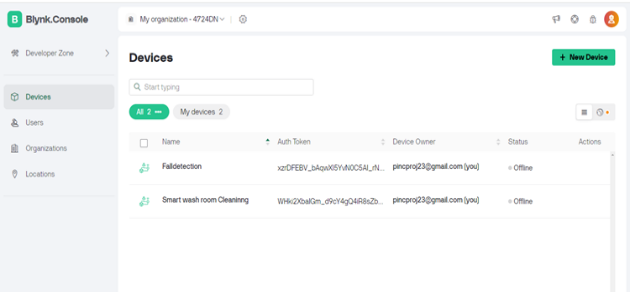 B Blynk.Console
My organization - 4724DN
Developer Zone
Devices
Users
Organizations
Locations
Devices
+ New Device
Start typing
All 2
My devices 2
Name Auth Token Device Owner Status Actions
Falldetection pincproj23@gmail.com (you) Offline
Smart wash room Cleaninng pincproj23@gmail.com (you) Offline